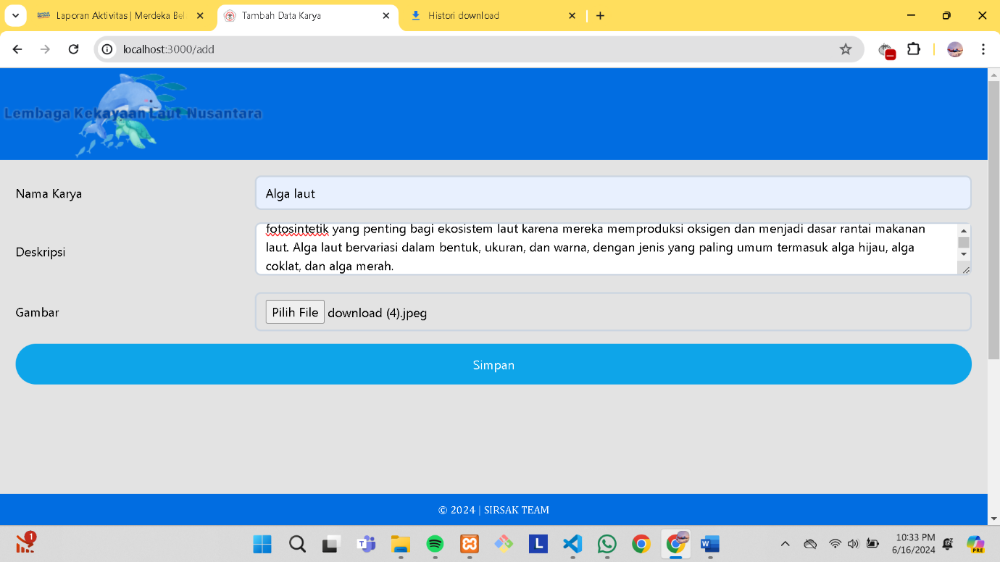 Laporan Aktivitas | Merdeka Bel
Tambah Data Karya
Histori download
localhost:3000/add
Lembaga Kekayaan Laut Nusantara
Nama Karya
Alga laut
Deskripsi
fotosintetik yang penting bagi ekosistem laut karena mereka memproduksi oksigen dan menjadi dasar rantai makanan
laut. Alga laut bervariasi dalam bentuk, ukuran, dan warna, dengan jenis yang paling umum termasuk alga hijau, alga
coklat, dan alga merah.
Gambar
Pilih File download (4).jpeg
Simpan
© 2024 | SIRSAK TEAM
1
L
W
10:33 PM
6/16/2024
PRE